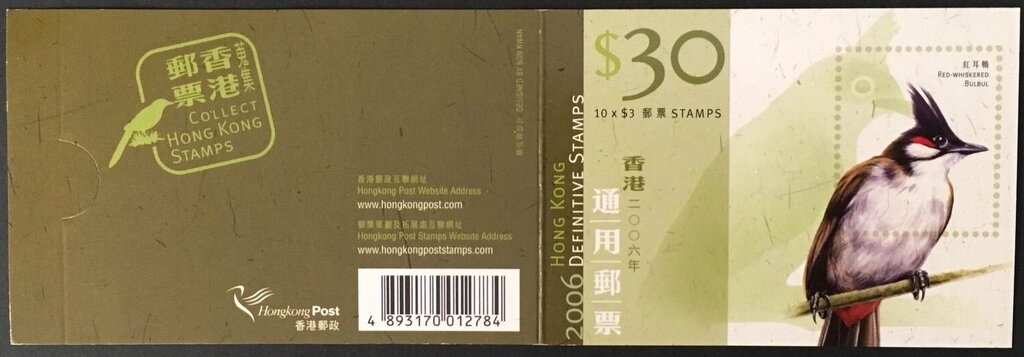 蒐集
香港
郵票
COLLECT
HONG KONG
STAMPS
DESIGNED BY BON KWAN
香港郵政互聯網址
Hongkong Post Website Address
www.hongkongpost.com
郵票策劃及拓展處互聯網址
Hongkong Post Stamps Website Address
www.hongkongpoststamps.com
Hongkong Post
香港郵政
4 893170 012784
2006 HONG KONG
DEFINITIVE STAMPS
$30
10 x $3 郵票 STAMPS
香港二〇〇六年
通用郵票
紅耳鵯
RED-WHISKERED
BULBUL